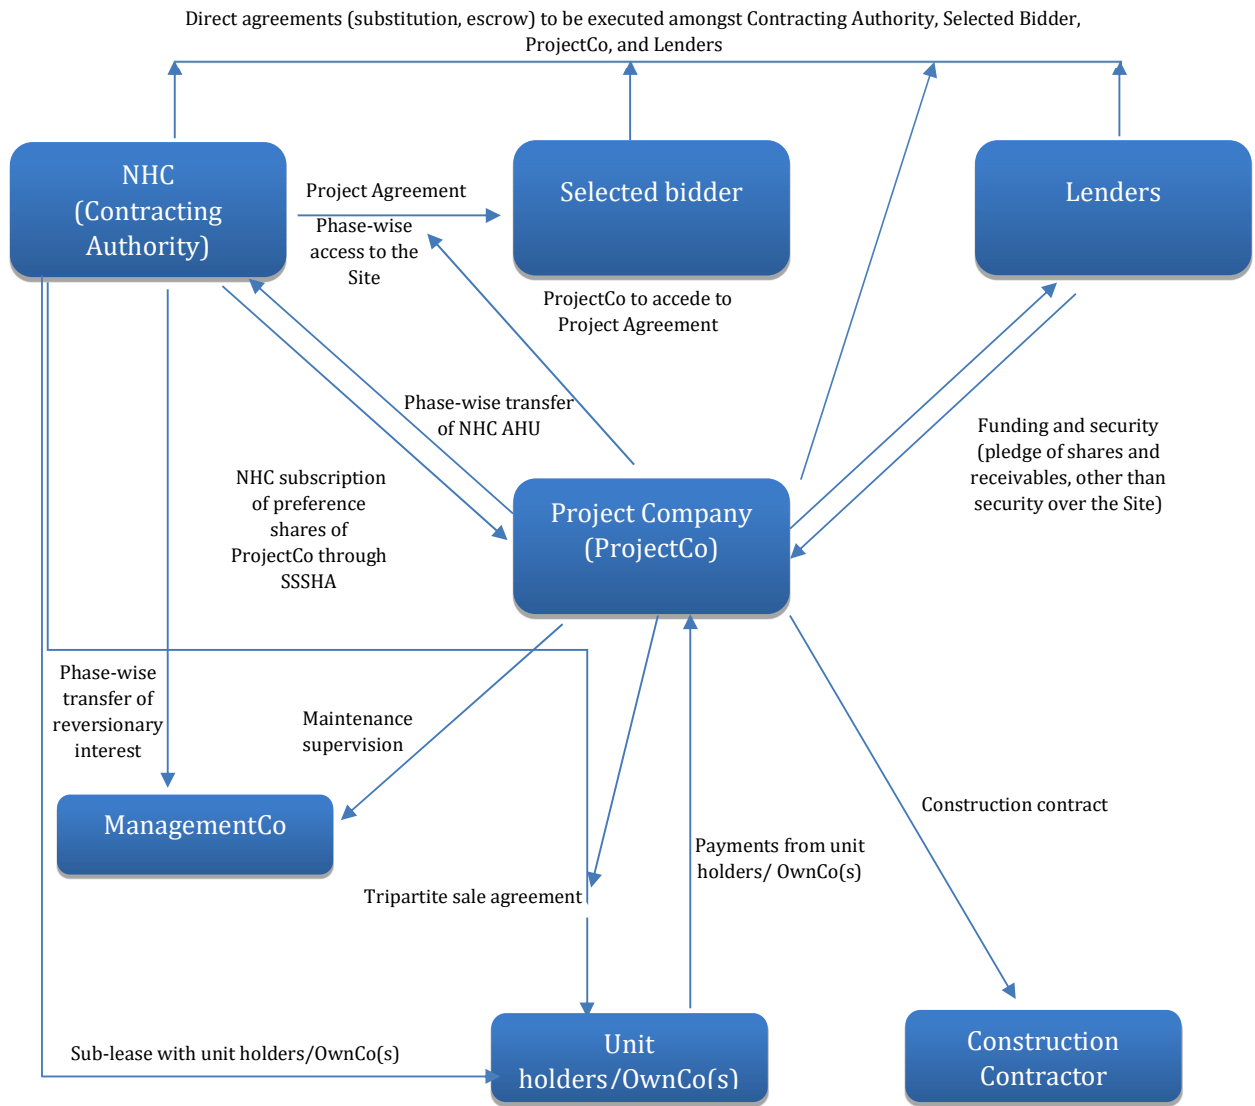 Direct agreements (substitution, escrow) to be executed amongst Contracting Authority, Selected Bidder,
ProjectCo, and Lenders
NHC
(Contracting
Authority)
Project Agreement
Phase-wise
access to the
Site
Selected bidder
Lenders
ProjectCo to accede to
Project Agreement
Phase-wise transfer
of NHC AHU
NHC subscription
of preference
shares of
ProjectCo through
SSSHA
Funding and security
(pledge of shares and
receivables, other than
security over the Site)
Project Company
(ProjectCo)
Phase-wise
transfer of
reversionary
interest
Maintenance
supervision
ManagementCo
Construction contract
Payments from unit
holders/ OwnCo(s)
Tripartite sale agreement
Sub-lease with unit holders/OwnCo(s)
Unit
holders/OwnCo(s)
Construction
Contractor